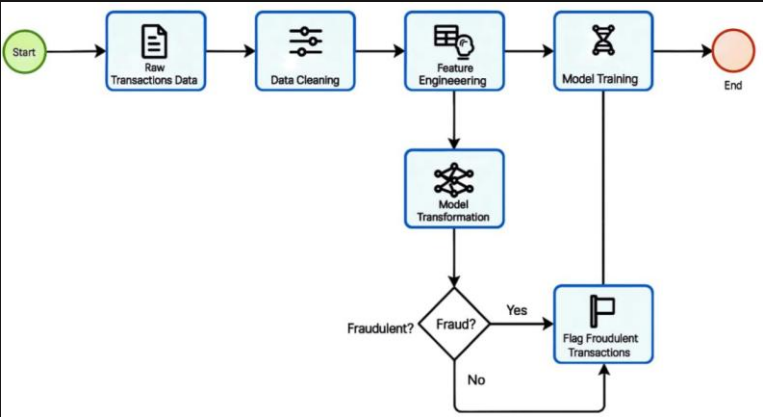 Start
Raw
Transactions Data
Data Cleaning
Feature
Engineeering
Model Training
End
Model
Transformation
Fraudulent?
Fraud?
Yes
No
Flag Froudulent
Transactions